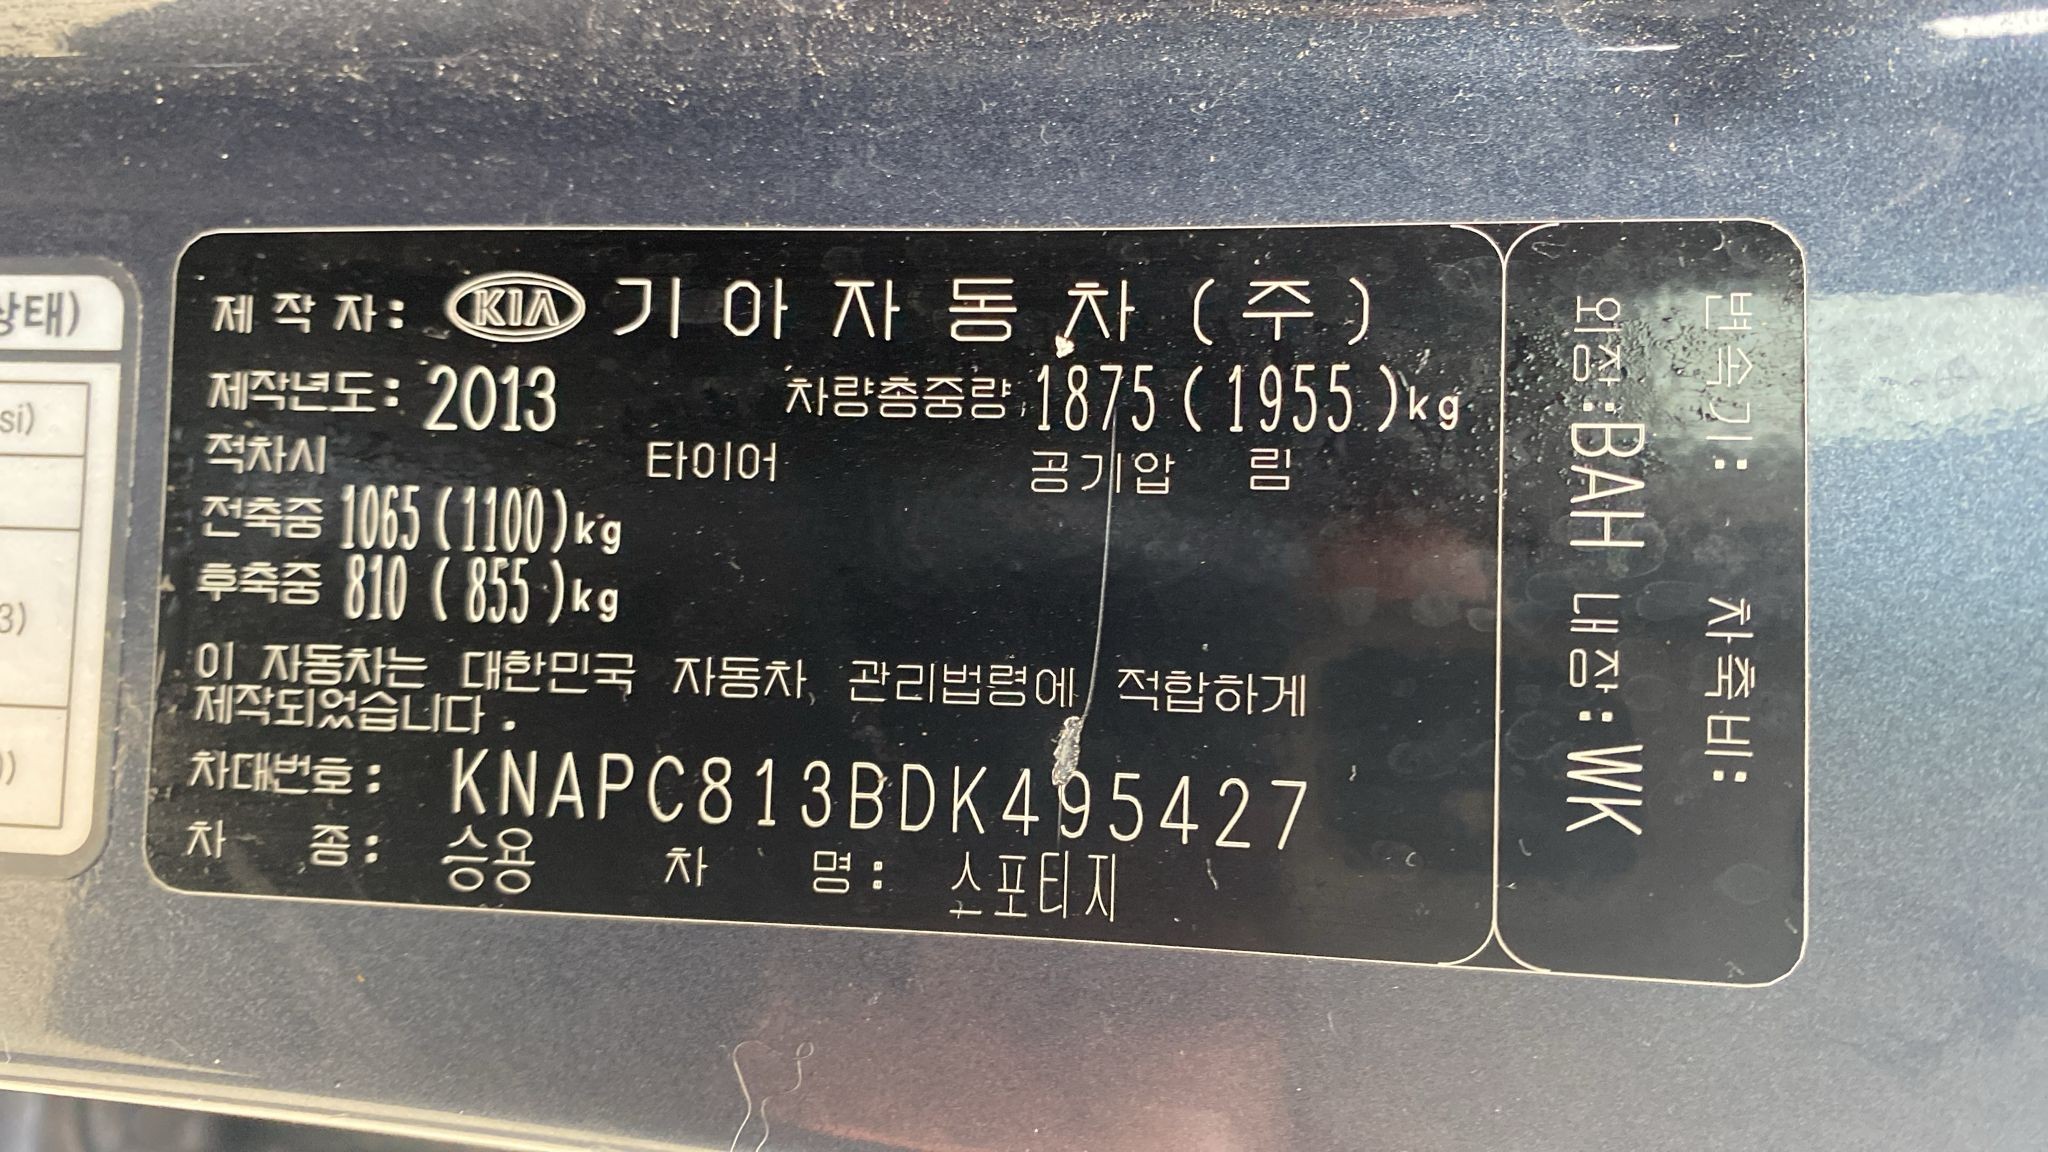 상태)
si)
3)
)
제 작 자: KIA 기 아 자 동 차 ( 주 )
제작년도: 2013 차량총중량 1875 ( 1955 )kg
적차시 타이어 공기압 림
전축중 1065 (1100)kg
후축중 810 ( 855 )kg
이 자동차는 대한민국 자동차 관리법령에 적합하게
제작되었습니다.
차대번호: KNAPC813BDK495427
차 종: 승용 차 명: 스포티지
변속기: 차축비:
외장:BAH 내장:WK